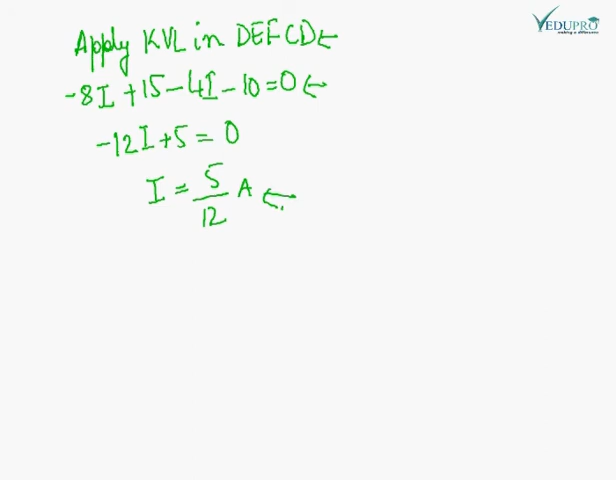 VEDUPRO
making a difference
Apply KVL in DEFCD
-8I + 15 - 4I - 10 = 0
-12I + 5 = 0
I = 5/12 A